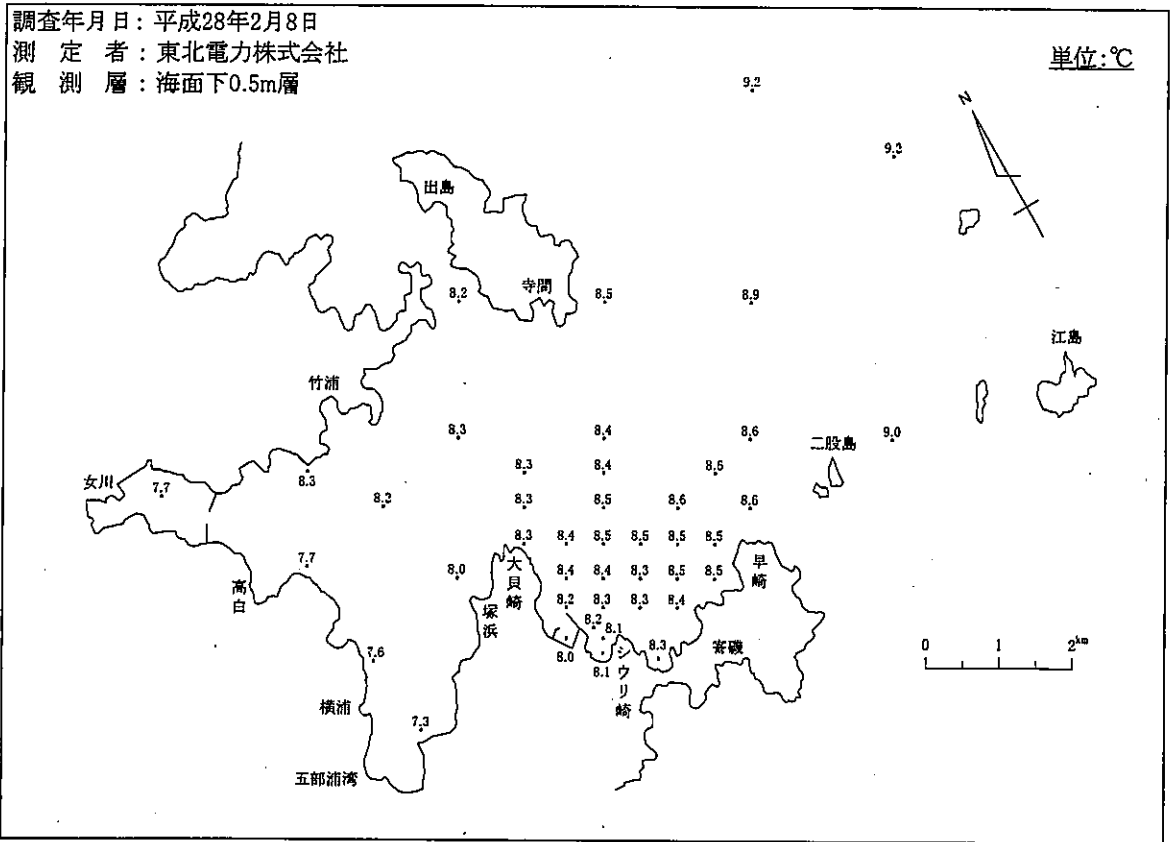 調査年月日：平成28年2月8日
測定者：東北電力株式会社
観測層：海面下0.5m層
単位:℃
9.2
N
9.3
出島
寺間
8.2
8.5
8.9
江島
竹浦
8.3
8.4
8.6
9.0
二股島
8.3
8.4
8.6
女川
7.7
8.3
8.2
8.3
8.5
8.6
8.6
8.3
8.4
8.5
8.5
8.5
8.5
7.7
8.0
大貝崎
8.4
8.4
8.3
8.5
8.5
早崎
高白
塚浜
8.2
8.3
8.3
8.4
8.2
8.1
7.6
8.0
8.1
シウリ崎
8.3
寄磯
0 1 2km
横浦
7.3
五部浦湾